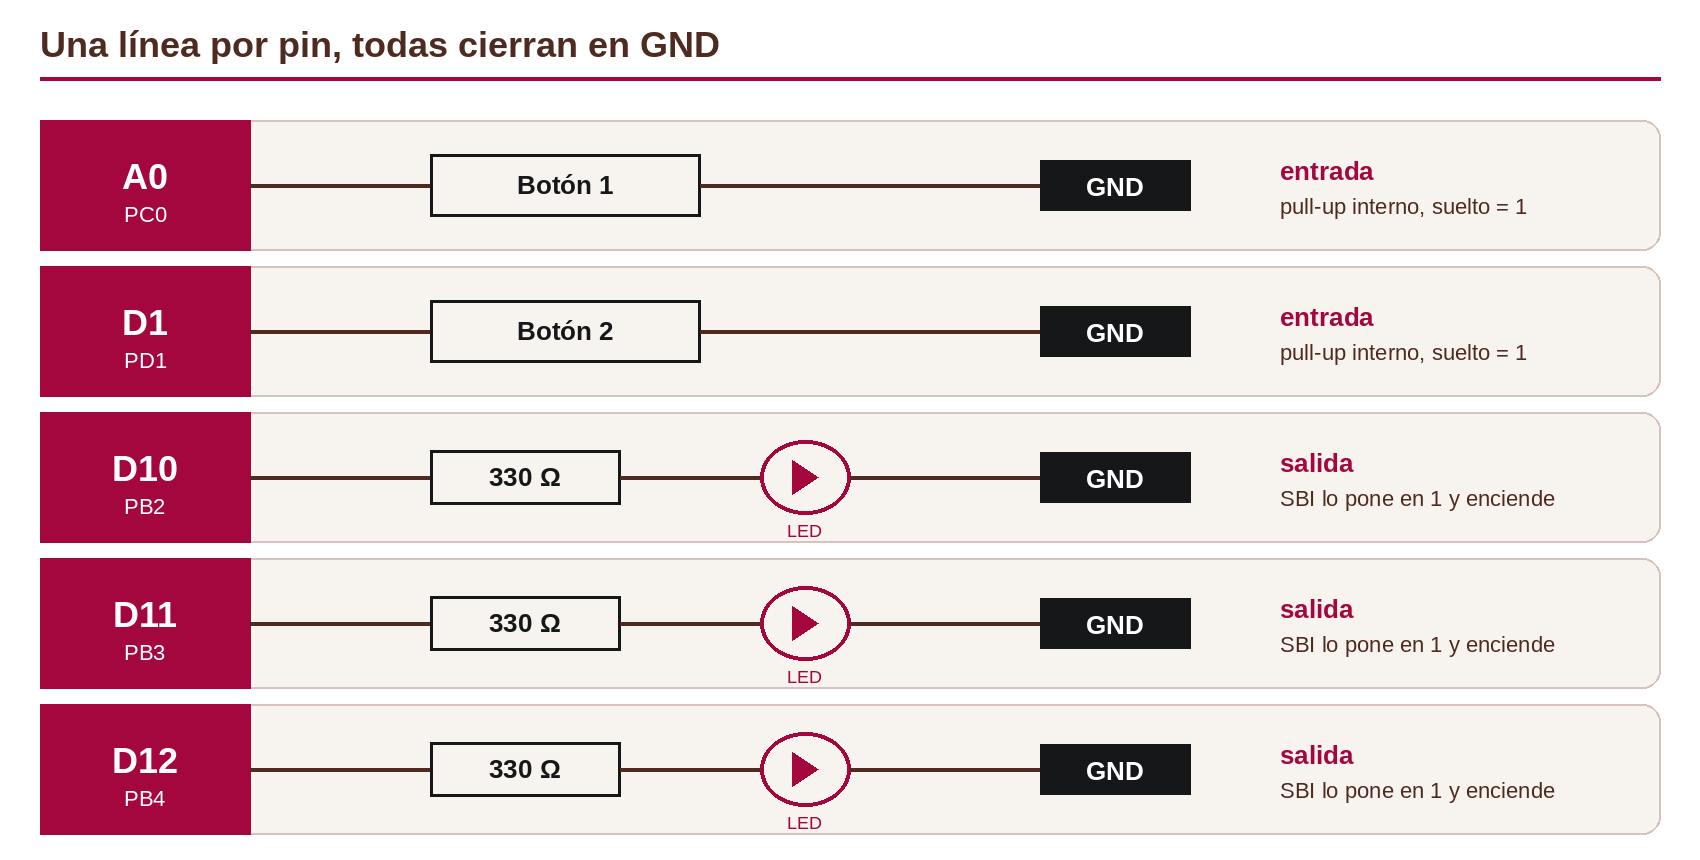 Una línea por pin, todas cierran en GND
A0
PC0
Botón 1
GND
entrada
pull-up interno, suelto = 1
D1
PD1
Botón 2
GND
entrada
pull-up interno, suelto = 1
D10
PB2
330 Ω
LED
GND
salida
SBI lo pone en 1 y enciende
D11
PB3
330 Ω
LED
GND
salida
SBI lo pone en 1 y enciende
D12
PB4
330 Ω
LED
GND
salida
SBI lo pone en 1 y enciende